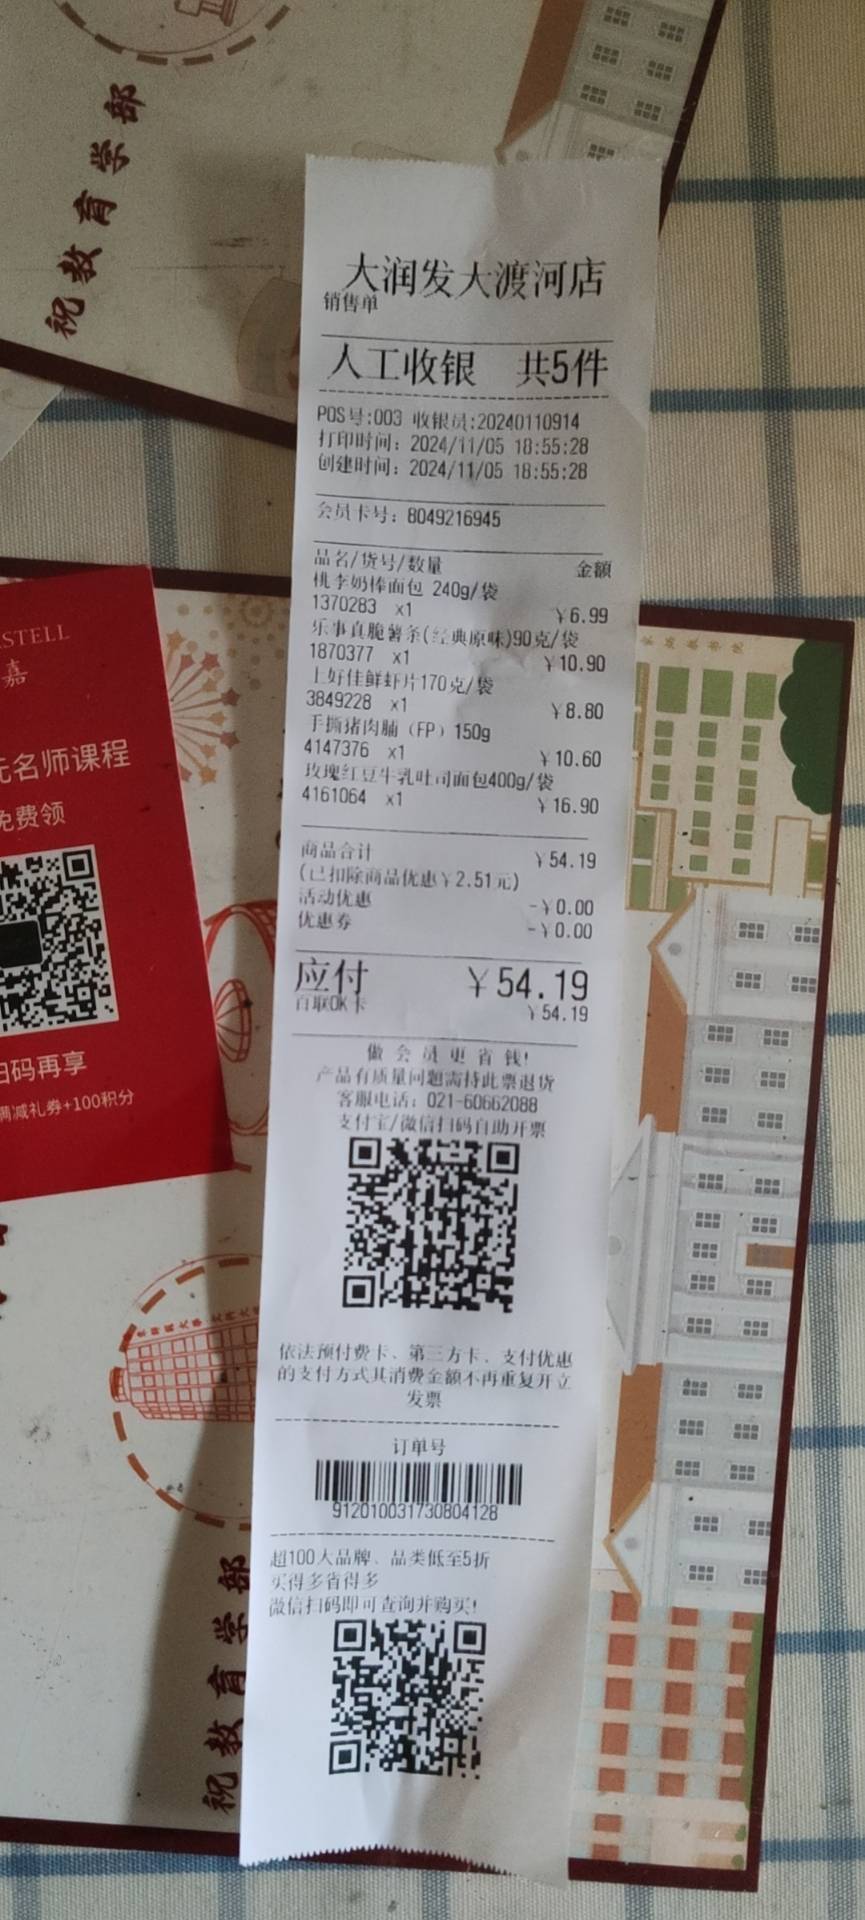 祝教育学部
大润发大渡河店
销售单
人工收银 共5件
POS号:003 收银员:20240110914
打印时间: 2024/11/05 18:55:28
创建时间: 2024/11/05 18:55:28
会员卡号: 8049216945
品名/货号/数量 金额
桃李奶棒面包 240g/袋
1370283 x1 ¥6.99
乐事真脆薯条(经典原味)90克/袋
1870377 x1 ¥10.90
上好佳鲜虾片170克/袋
3849228 x1 ¥8.80
手撕猪肉脯（FP）150g
4147376 x1 ¥10.60
玫瑰红豆牛乳吐司面包400g/袋
4161064 x1 ¥16.90
商品合计 ¥54.19
(已扣除商品优惠¥2.51元)
活动优惠 -¥0.00
优惠券 -¥0.00
应付 ¥54.19
百联OK卡 ¥54.19
做会员更省钱!
产品有质量问题需持此票退货
客服电话: 021-60662088
支付宝/微信扫码自助开票
依法预付费卡、第三方卡、支付优惠
的支付方式其消费金额不再重复开立
发票
订单号
912010031730804128
超100大品牌、品类低至5折
买得多省得多
微信扫码即可查询并购买!
STELL
嘉
元名师课程
免费领
扫码再享
满减礼券+100积分
祝教育学部